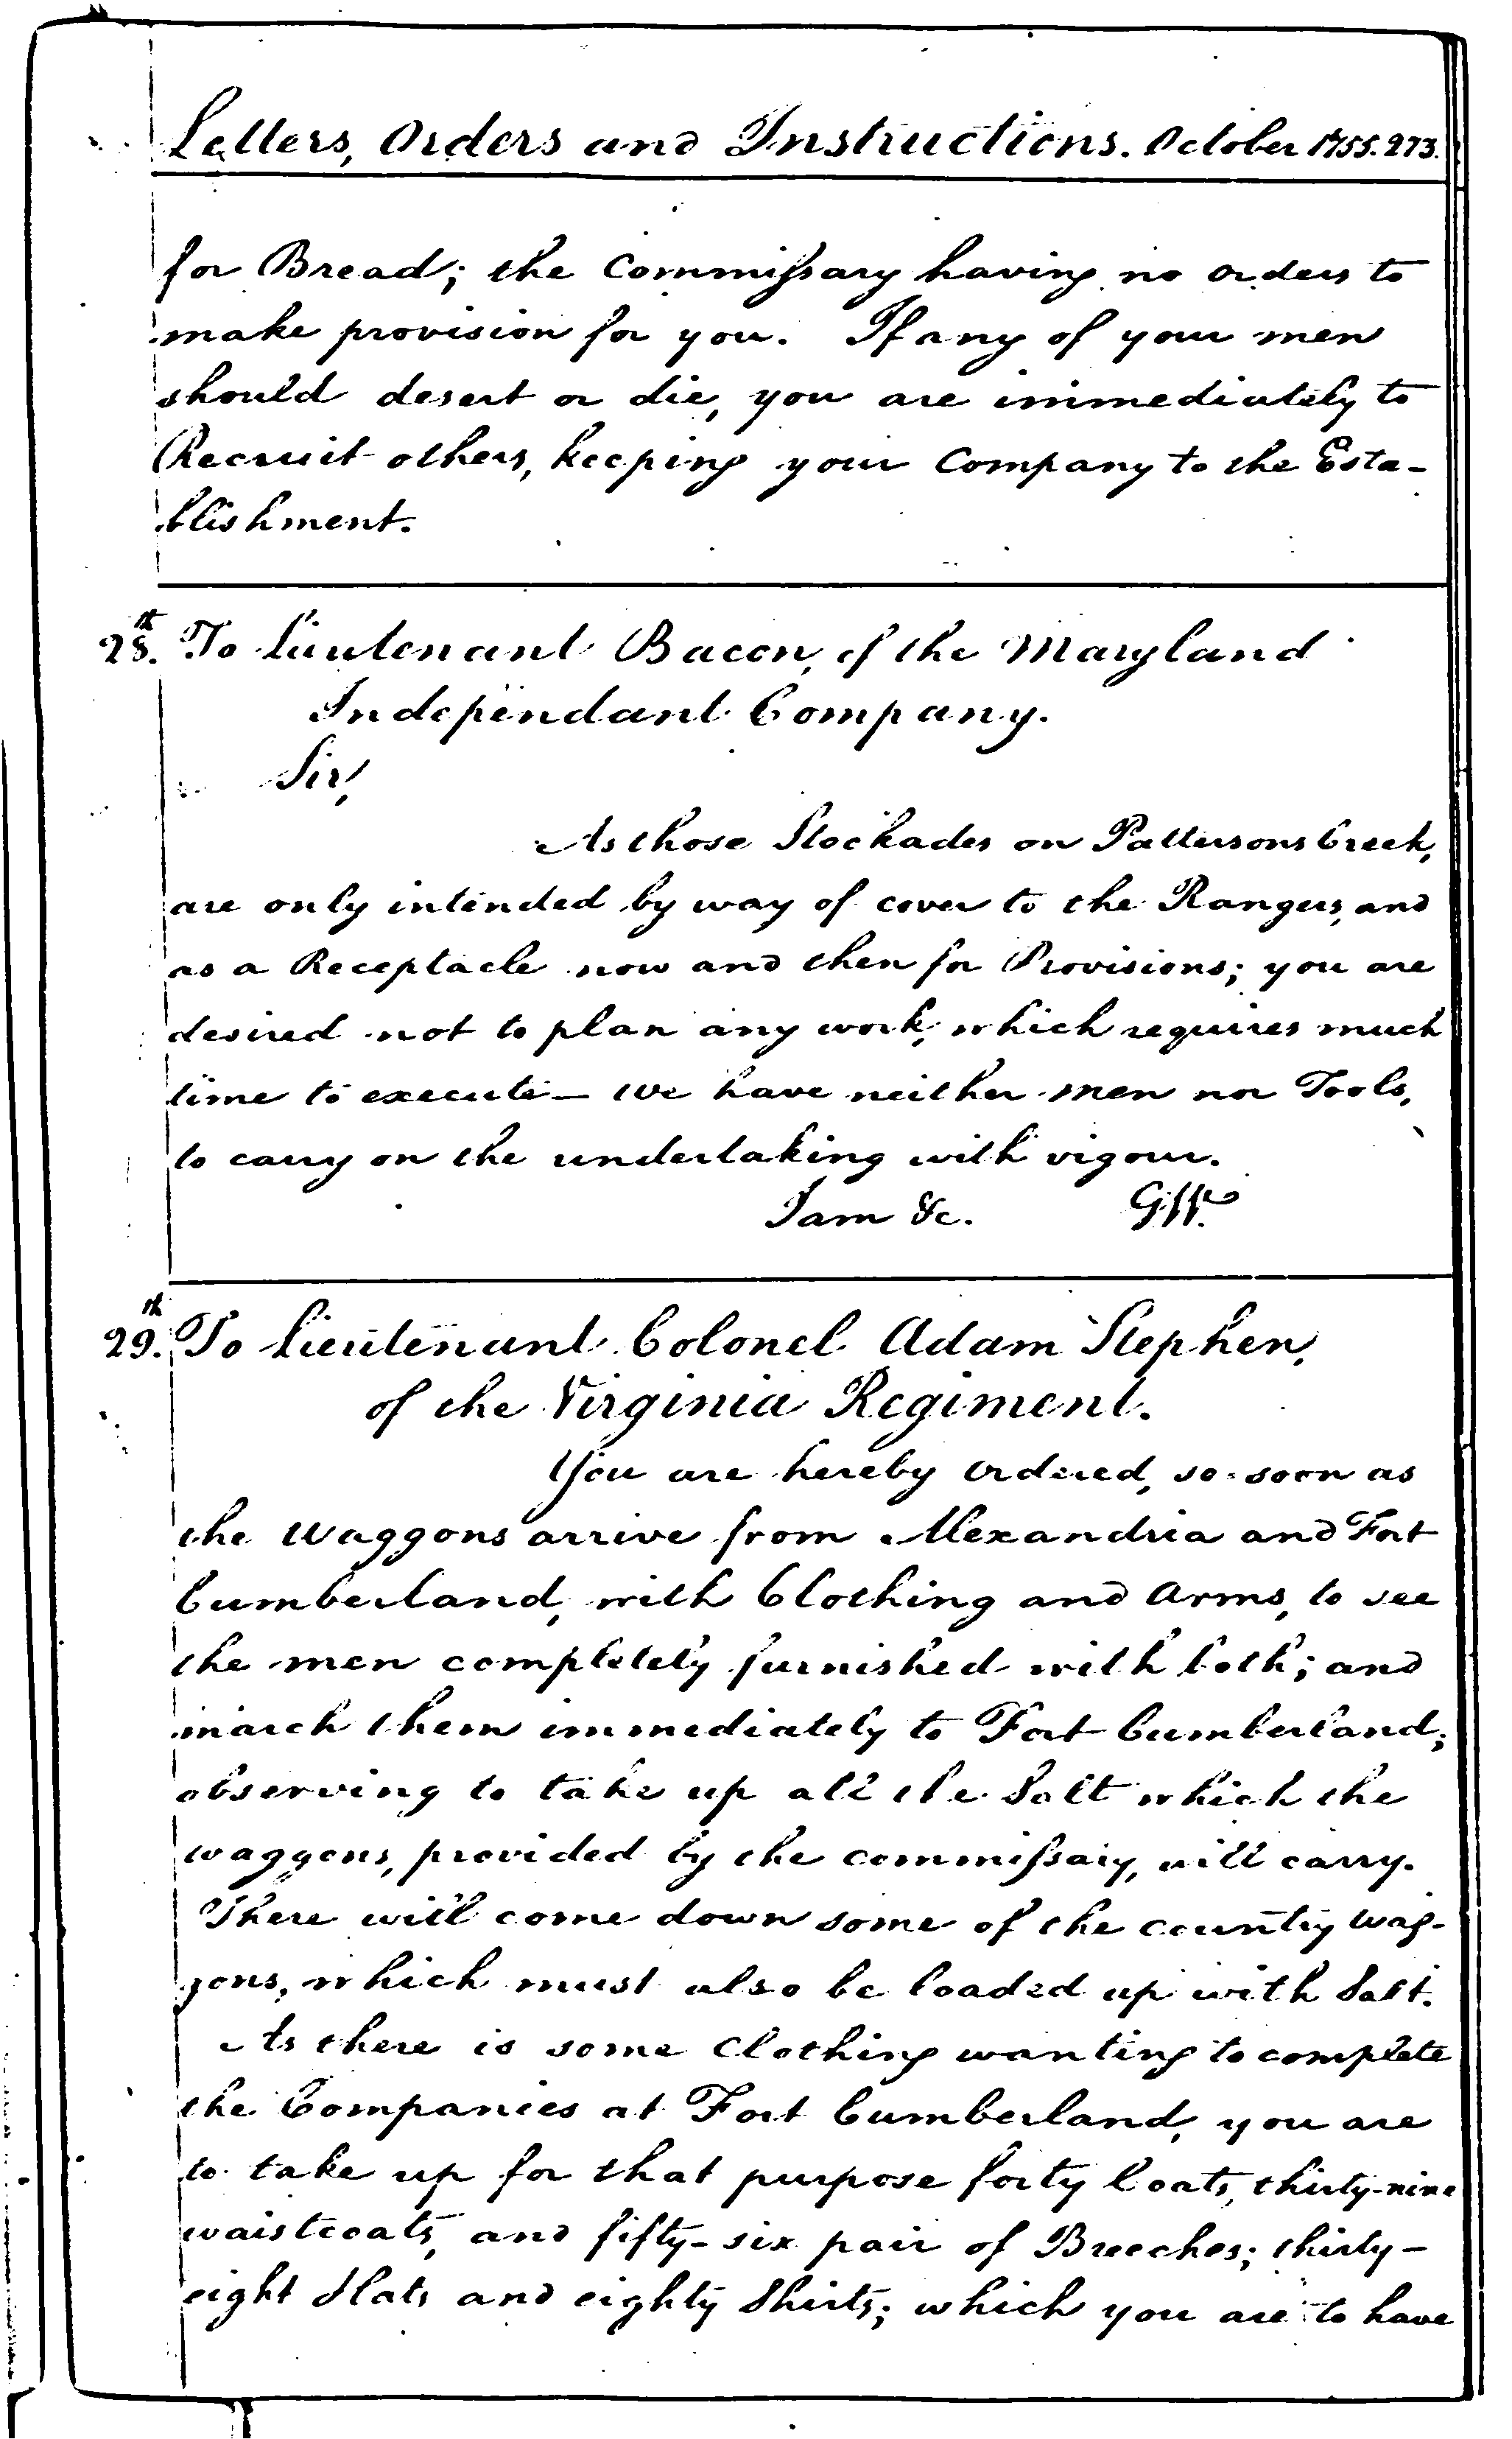 Letters, Orders and Instructions. October 1755. 273.
for Bread; the Commissary having no orders to
make provision for you. If any of your men
should desert or die, you are immediately to
Recruit others, keeping your Company to the Esta-
blishment.
28th. To Lieutenant Bacon, of the Maryland
Independant Company.
Sir,
As those Stockades on Pattersons Creek,
are only intended by way of cover to the Rangers, and
as a Receptacle now and then for Provisions; you are
desired not to plan any work, which requires much
time to execute — We have neither men nor Tools,
to carry on the undertaking with vigour.
I am &c. G:W.
29th. To Lieutenant Colonel Adam Stephen,
of the Virginia Regiment.
You are hereby ordered, so soon as
the Waggons arrive from Alexandria and Fort
Cumberland, with Clothing and Arms, to see
the men completely furnished with both; and
march them immediately to Fort Cumberland;
observing to take up all the Salt which the
waggons, provided by the commissary, will carry.
There will come down some of the country Wag-
gons, which must also be loaded up with Salt.
As there is some Clothing wanting to complete
the Companies at Fort Cumberland, you are
to take up for that purpose forty Coats, thirty-nine
waistcoats, and fifty-six pair of Breeches; thirty-
eight Hats and eighty Shirts; which you are to have